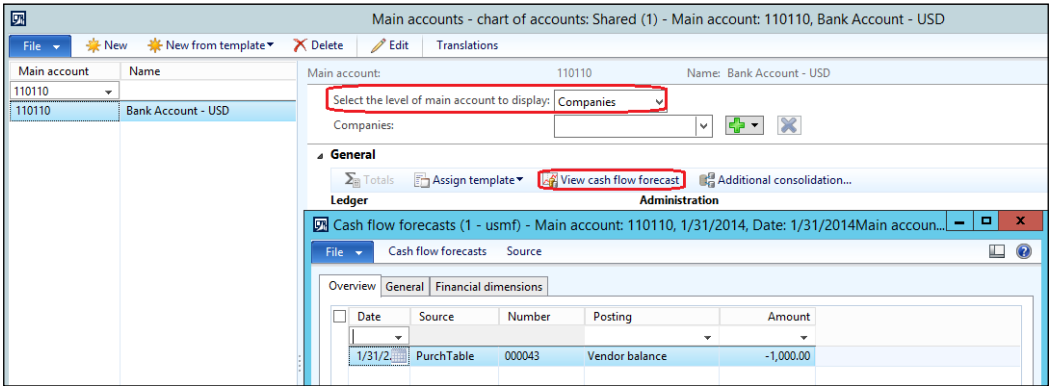 Main accounts - chart of accounts: Shared (1) - Main account: 110110, Bank Account - USD
File New New from template Delete Edit Translations
Main account Name
110110
110110 Bank Account - USD
Main account: 110110 Name: Bank Account - USD
Select the level of main account to display: Companies
Companies:
General
Totals Assign template View cash flow forecast Additional consolidation...
Ledger Administration
Cash flow forecasts (1 - usmf) - Main account: 110110, 1/31/2014, Date: 1/31/2014Main accoun...
File Cash flow forecasts Source
Overview General Financial dimensions
Date Source Number Posting Amount
1/31/2... PurchTable 000043 Vendor balance -1,000.00